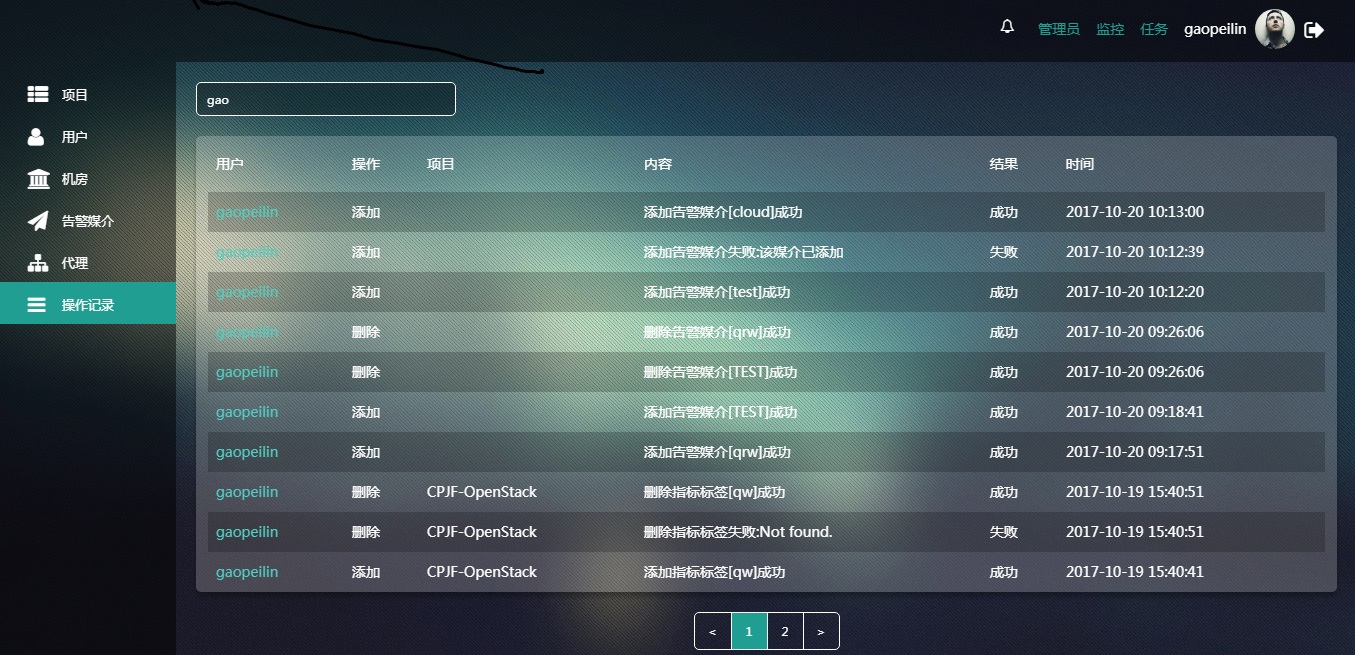 管理员 监控 任务 gaopeilin
项目
用户
机房
告警媒介
代理
操作记录
gao
用户 操作 项目 内容 结果 时间
gaopeilin 添加 添加告警媒介[cloud]成功 成功 2017-10-20 10:13:00
gaopeilin 添加 添加告警媒介失败:该媒介已添加 失败 2017-10-20 10:12:39
gaopeilin 添加 添加告警媒介[test]成功 成功 2017-10-20 10:12:20
gaopeilin 删除 删除告警媒介[qrw]成功 成功 2017-10-20 09:26:06
gaopeilin 删除 删除告警媒介[TEST]成功 成功 2017-10-20 09:26:06
gaopeilin 添加 添加告警媒介[TEST]成功 成功 2017-10-20 09:18:41
gaopeilin 添加 添加告警媒介[qrw]成功 成功 2017-10-20 09:17:51
gaopeilin 删除 CPJF-OpenStack 删除指标标签[qw]成功 成功 2017-10-19 15:40:51
gaopeilin 删除 CPJF-OpenStack 删除指标标签失败:Not found. 失败 2017-10-19 15:40:51
gaopeilin 添加 CPJF-OpenStack 添加指标标签[qw]成功 成功 2017-10-19 15:40:41
< 1 2 >